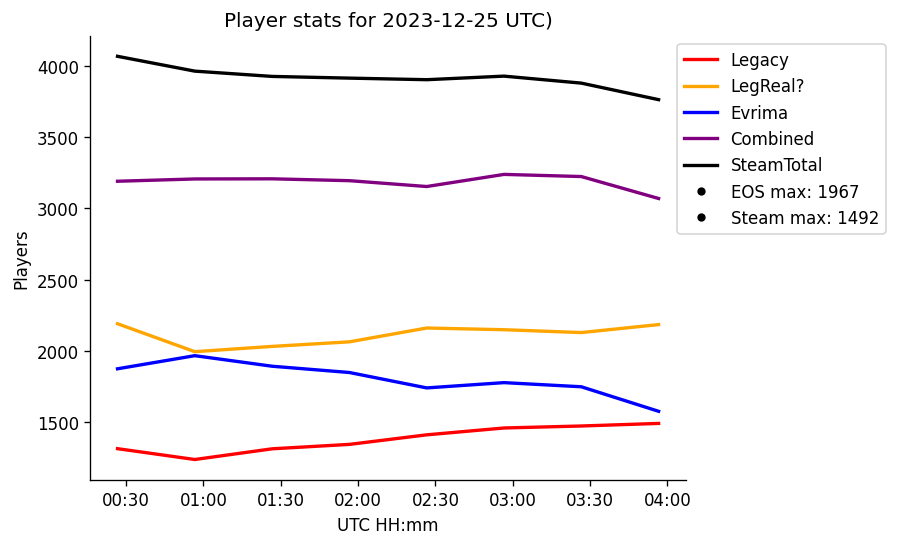 Player stats for 2023-12-25 UTC)
Legacy
LegReal?
Evrima
Combined
SteamTotal
EOS max: 1967
Steam max: 1492
Players
4000
3500
3000
2500
2000
1500
00:30 01:00 01:30 02:00 02:30 03:00 03:30 04:00
UTC HH:mm